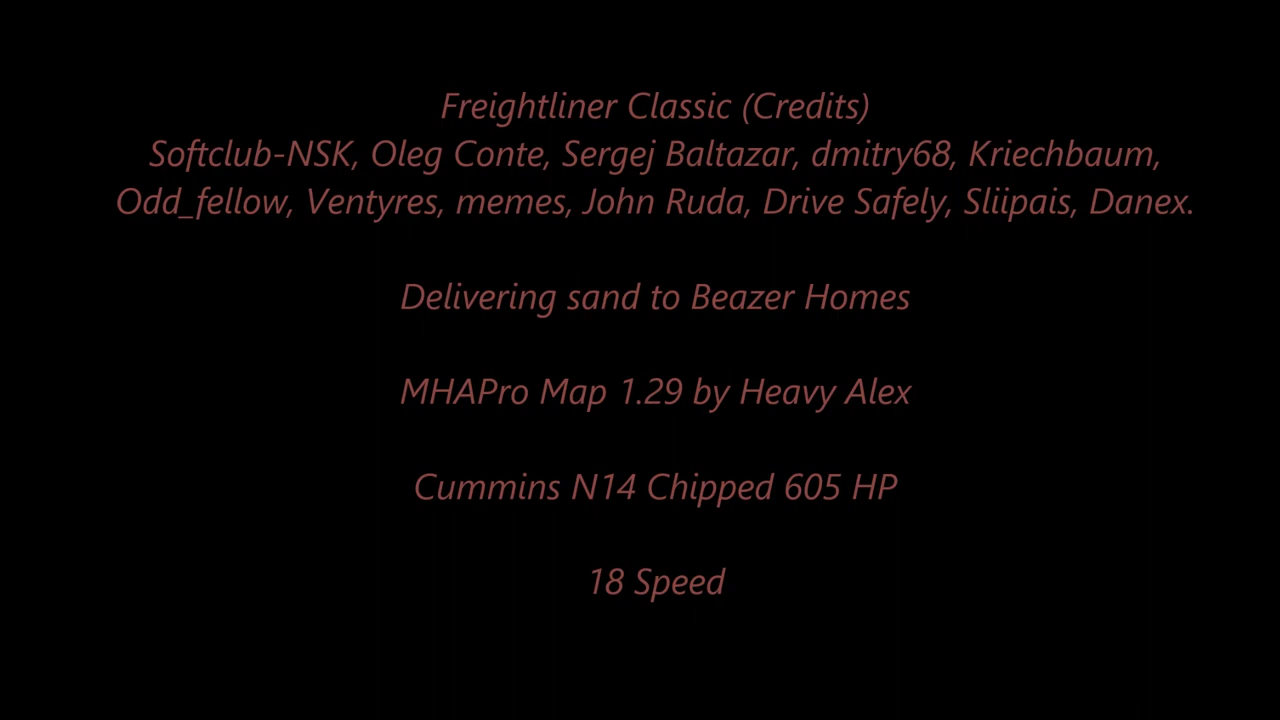 Freightliner Classic (Credits)
Softclub-NSK, Oleg Conte, Sergej Baltazar, dmitry68, Kriechbaum,
Odd_fellow, Ventyres, memes, John Ruda, Drive Safely, Sliipais, Danex.
Delivering sand to Beazer Homes
MHAPro Map 1.29 by Heavy Alex
Cummins N14 Chipped 605 HP
18 Speed